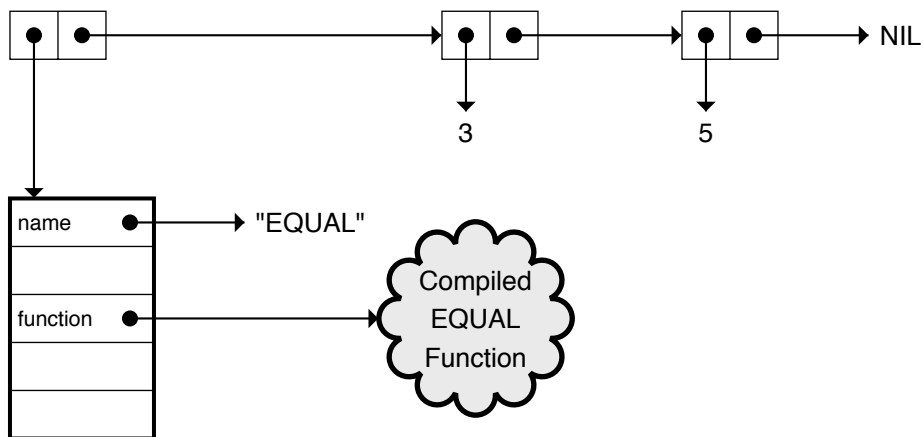 NIL
3
5
name
"EQUAL"
function
Compiled
EQUAL
Function